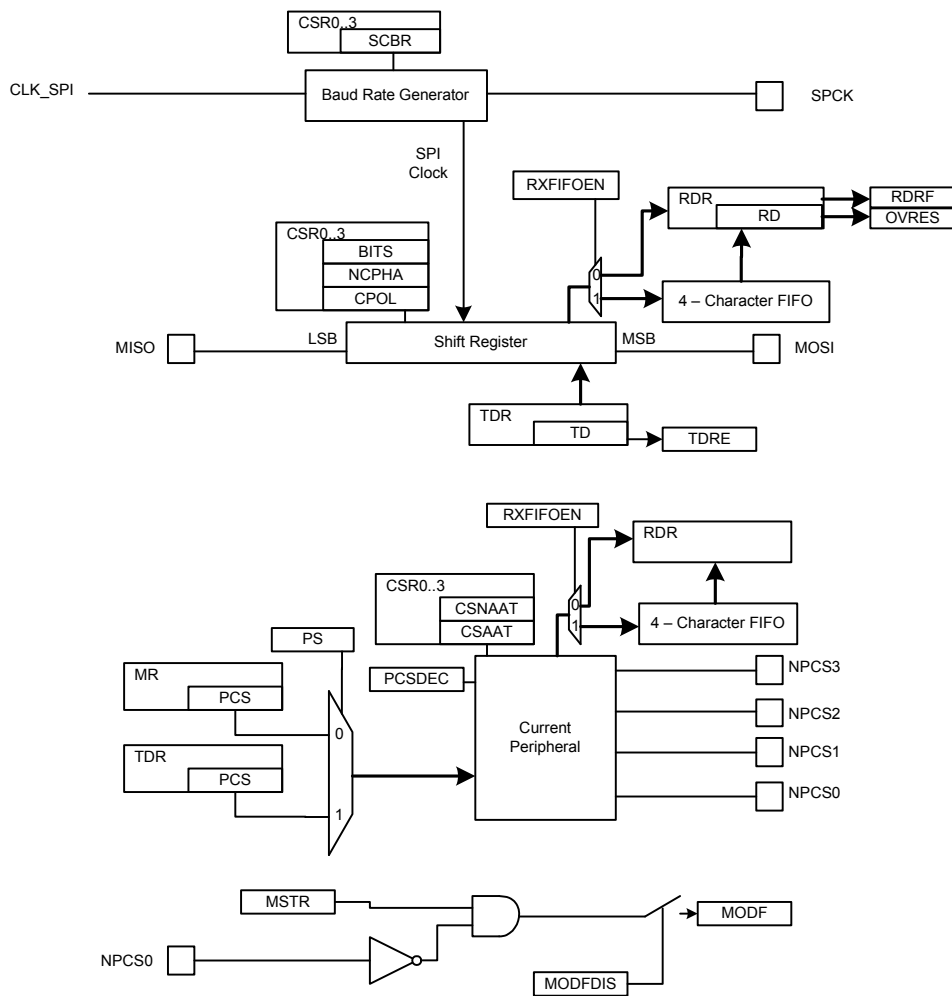 CSR0..3
SCBR
CLK_SPI
Baud Rate Generator
SPCK
SPI
Clock
RXFIFOEN
RDR
RD
RDRF
OVRES
CSR0..3
BITS
NCPHA
CPOL
0
1
4 – Character FIFO
MISO
LSB
Shift Register
MSB
MOSI
TDR
TD
TDRE
RXFIFOEN
RDR
CSR0..3
CSNAAT
CSAAT
0
1
4 – Character FIFO
PS
MR
PCS
PCSDEC
NPCS3
0
Current
Peripheral
NPCS2
TDR
PCS
NPCS1
1
NPCS0
MSTR
MODF
NPCS0
MODFDIS